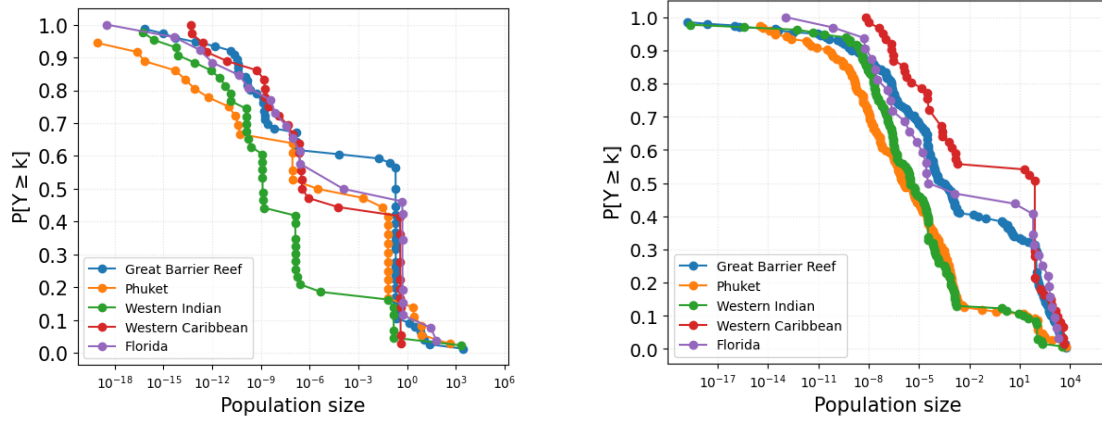 P[Y ≥ k]
1.0
0.9
0.8
0.7
0.6
0.5
0.4
0.3
0.2
0.1
0.0
Great Barrier Reef
Phuket
Western Indian
Western Caribbean
Florida
10⁻¹⁸ 10⁻¹⁵ 10⁻¹² 10⁻⁹ 10⁻⁶ 10⁻³ 10⁰ 10³ 10⁶
Population size
P[Y ≥ k]
1.0
0.9
0.8
0.7
0.6
0.5
0.4
0.3
0.2
0.1
0.0
Great Barrier Reef
Phuket
Western Indian
Western Caribbean
Florida
10⁻¹⁷ 10⁻¹⁴ 10⁻¹¹ 10⁻⁸ 10⁻⁵ 10⁻² 10¹ 10⁴
Population size